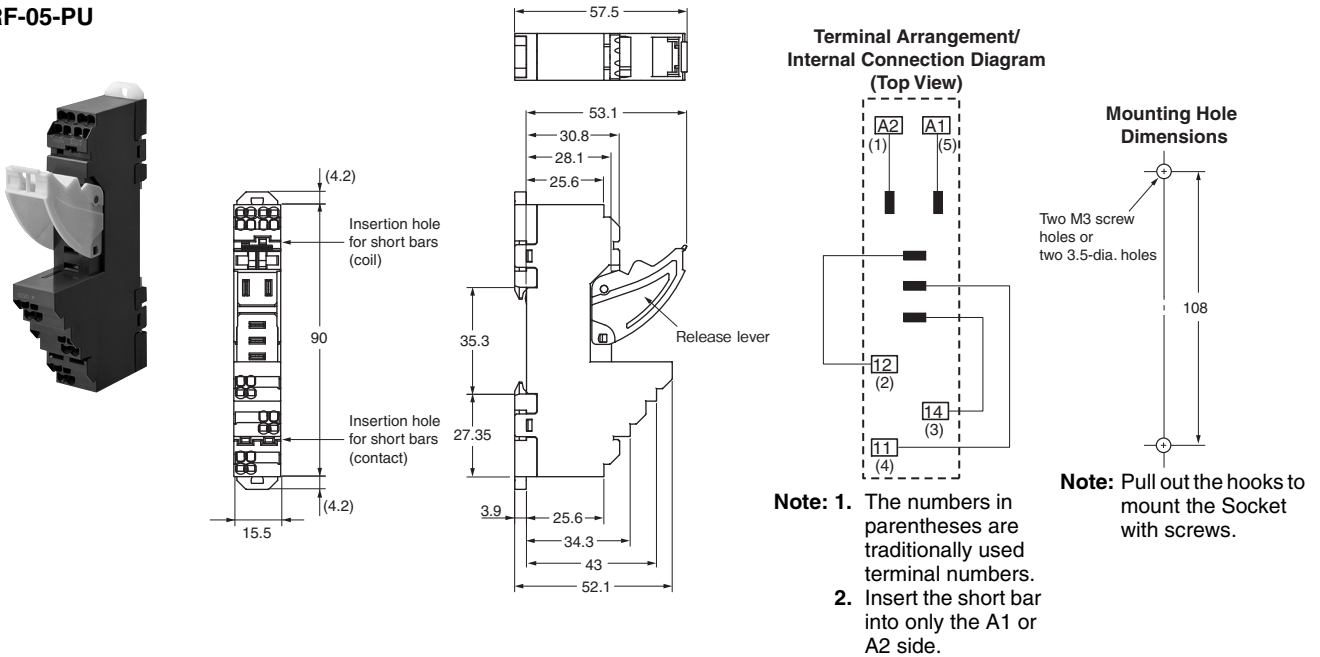 RF-05-PU
57.5
53.1
30.8
28.1
25.6
(4.2)
Insertion hole
for short bars
(coil)
90
35.3
Release lever
Insertion hole
for short bars
(contact)
27.35
(4.2)
15.5
3.9
25.6
34.3
43
52.1
Terminal Arrangement/
Internal Connection Diagram
(Top View)
A2 A1
(1) (5)
12
(2)
14
(3)
11
(4)
Note: 1. The numbers in
parentheses are
traditionally used
terminal numbers.
2. Insert the short bar
into only the A1 or
A2 side.
Mounting Hole
Dimensions
Two M3 screw
holes or
two 3.5-dia. holes
108
Note: Pull out the hooks to
mount the Socket
with screws.